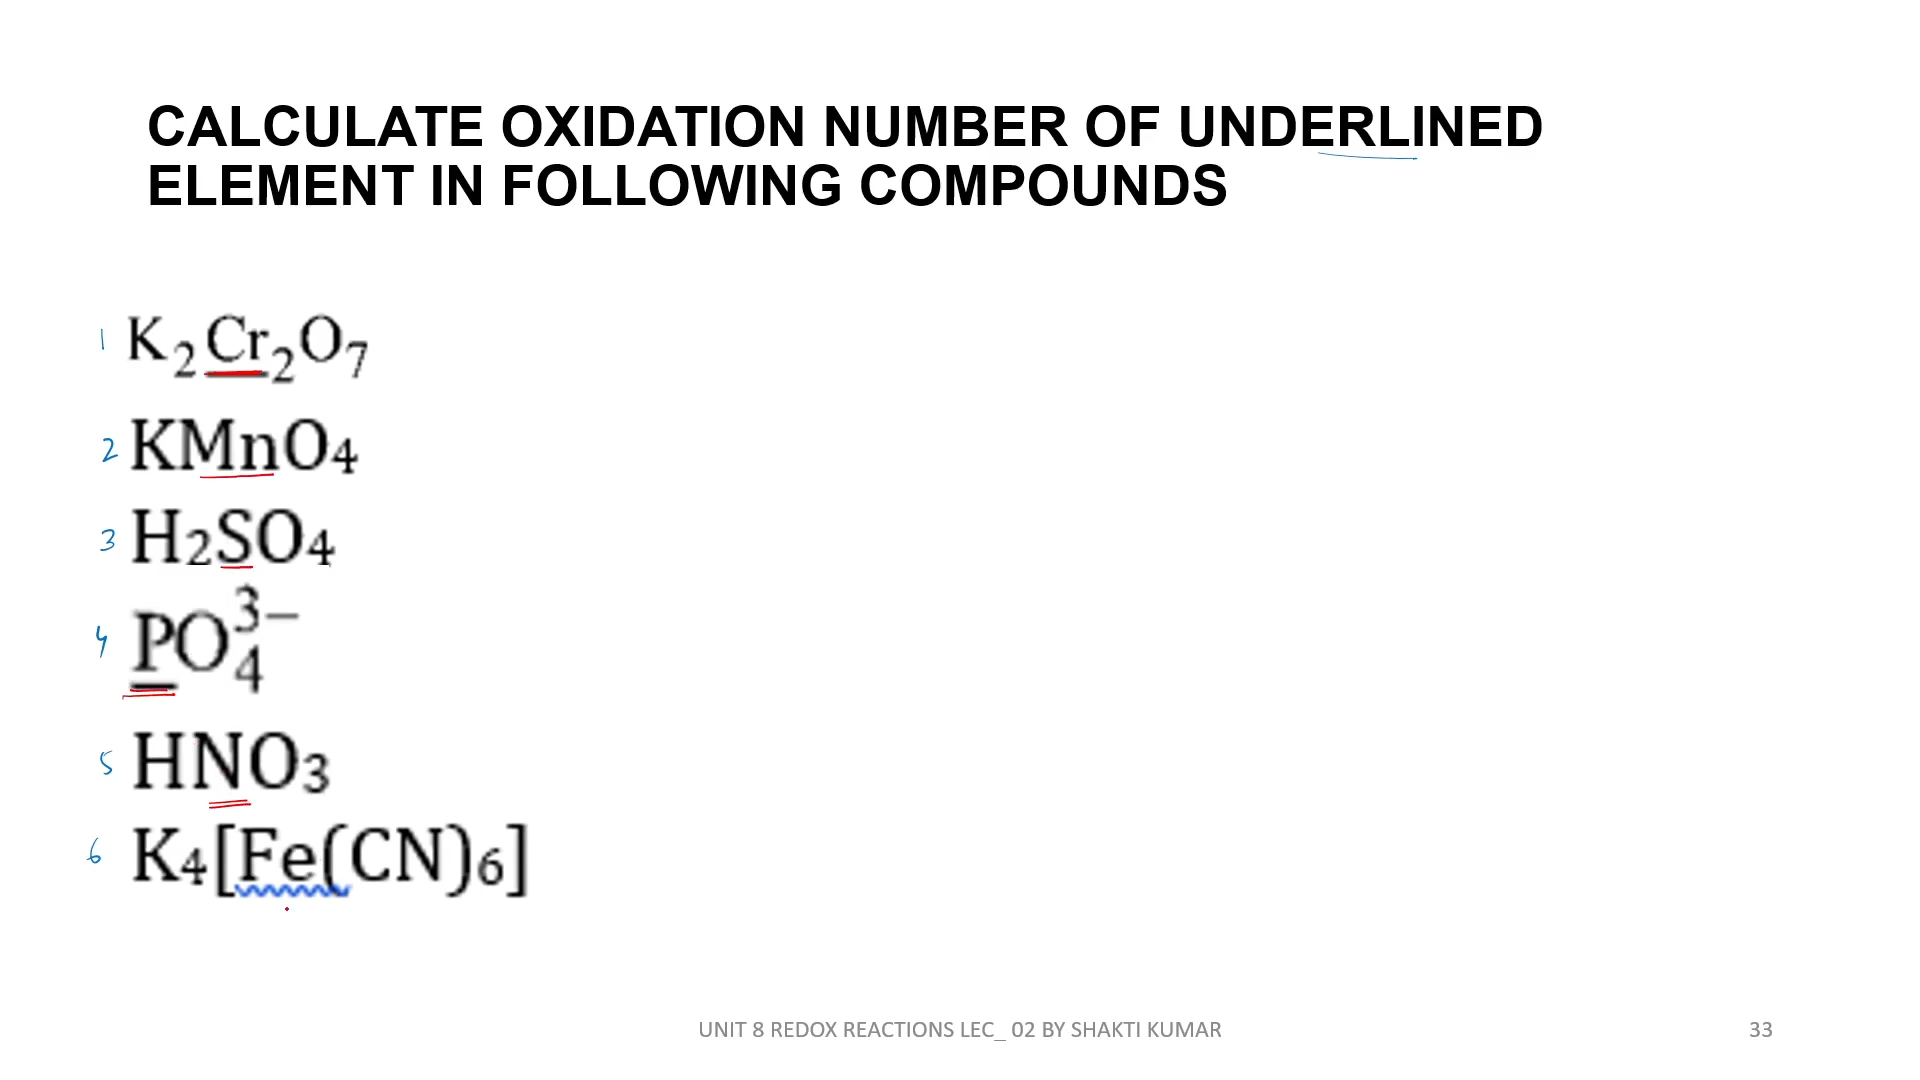 CALCULATE OXIDATION NUMBER OF UNDERLINED
ELEMENT IN FOLLOWING COMPOUNDS
1 K₂Cr₂O₇
2 KMnO₄
3 H₂SO₄
4 PO₄³⁻
5 HNO₃
6 K₄[Fe(CN)₆]
UNIT 8 REDOX REACTIONS LEC_ 02 BY SHAKTI KUMAR
33